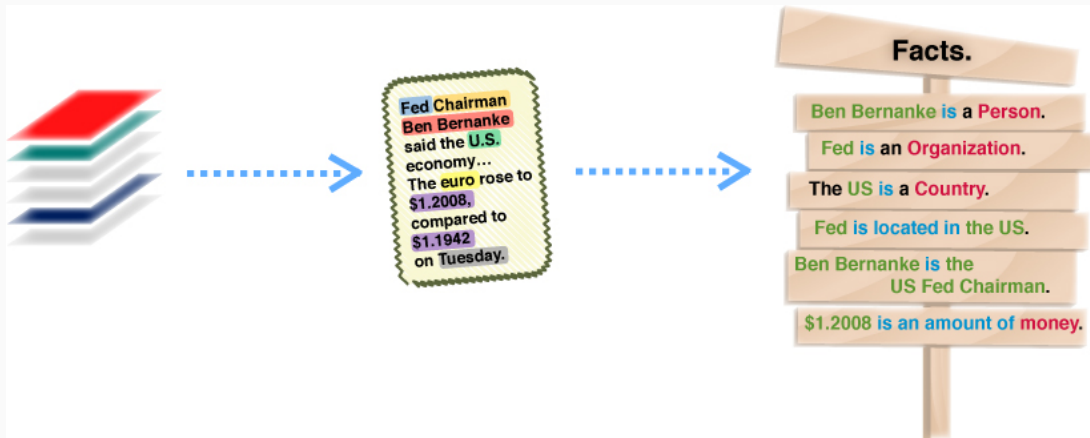 Fed Chairman
Ben Bernanke
said the U.S.
economy...
The euro rose to
$1.2008,
compared to
$1.1942
on Tuesday.
Facts.
Ben Bernanke is a Person.
Fed is an Organization.
The US is a Country.
Fed is located in the US.
Ben Bernanke is the
US Fed Chairman.
$1.2008 is an amount of money.